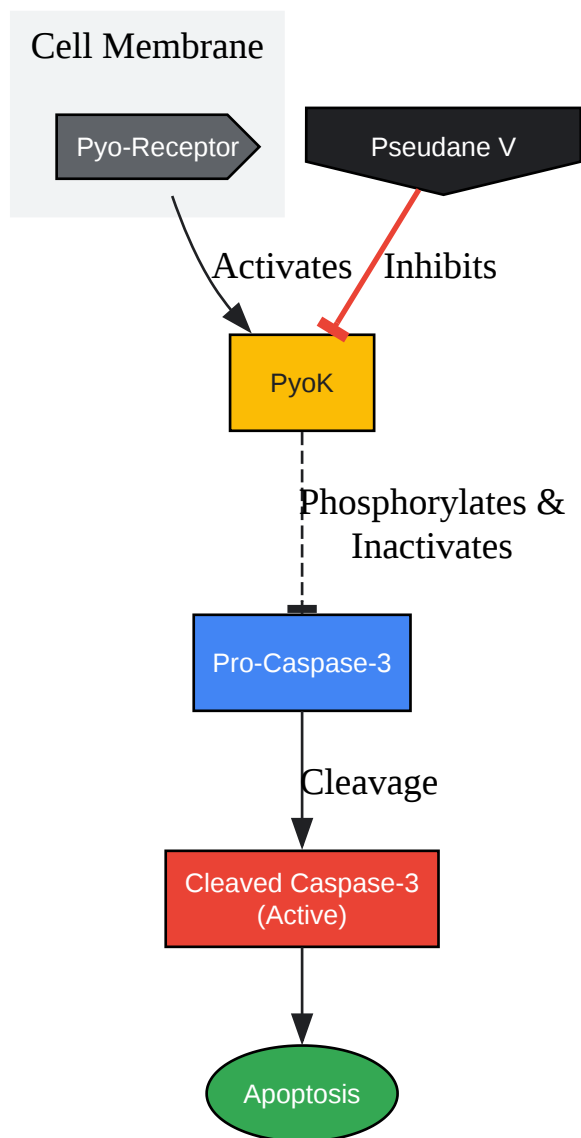 Cell Membrane
Pyo-Receptor
Pseudane V
Activates
Inhibits
PyoK
Phosphorylates &
Inactivates
Pro-Caspase-3
Cleavage
Cleaved Caspase-3
(Active)
Apoptosis